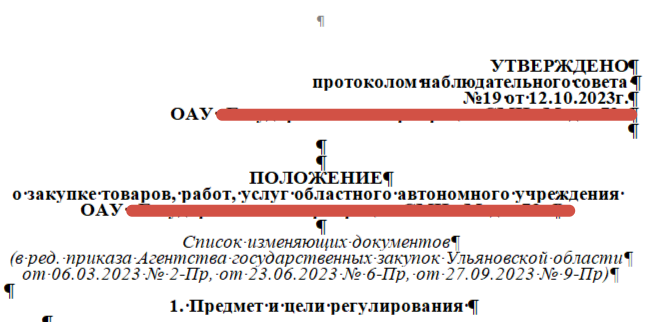 УТВЕРЖДЕНО
протоколом наблюдательного совета
№19 от 12.10.2023г.
ОАУ
ПОЛОЖЕНИЕ
о закупке товаров, работ, услуг областного автономного учреждения
ОАУ
Список изменяющих документов
(в ред. приказа Агентства государственных закупок Ульяновской области
от 06.03.2023 № 2-Пр, от 23.06.2023 № 6-Пр, от 27.09.2023 № 9-Пр)
1. Предмет и цели регулирования